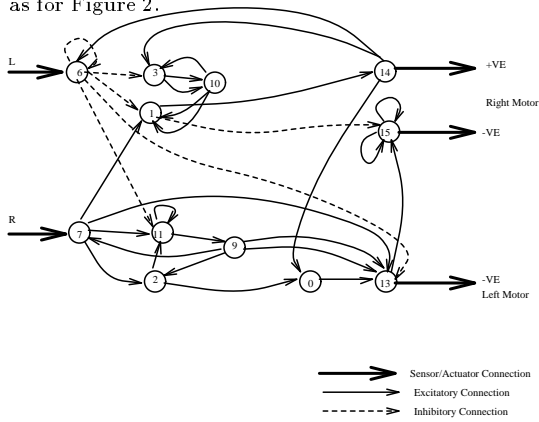 as for Figure 2.
L
+VE
6
3
14
10
Right Motor
1
15
-VE
R
7
11
9
2
0
13
-VE
Left Motor
Sensor/Actuator Connection
Excitatory Connection
Inhibitory Connection